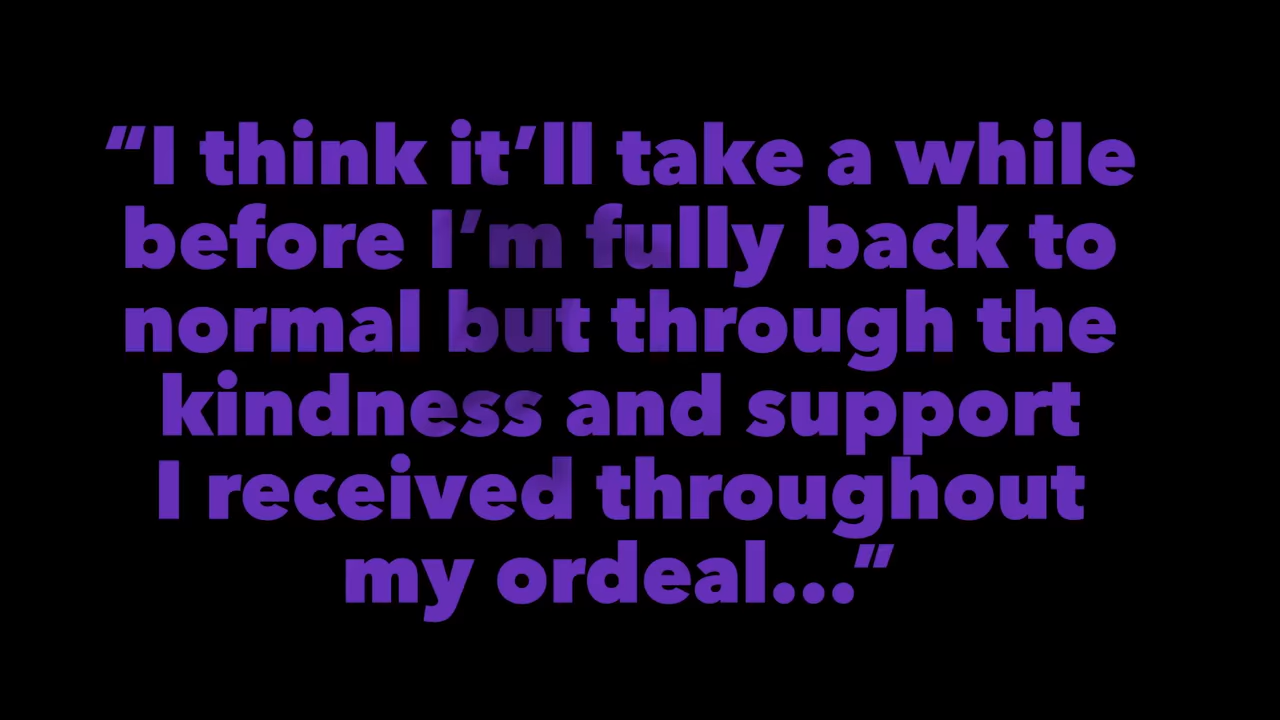 “I think it’ll take a while
before I’m fully back to
normal but through the
kindness and support
I received throughout
my ordeal...”